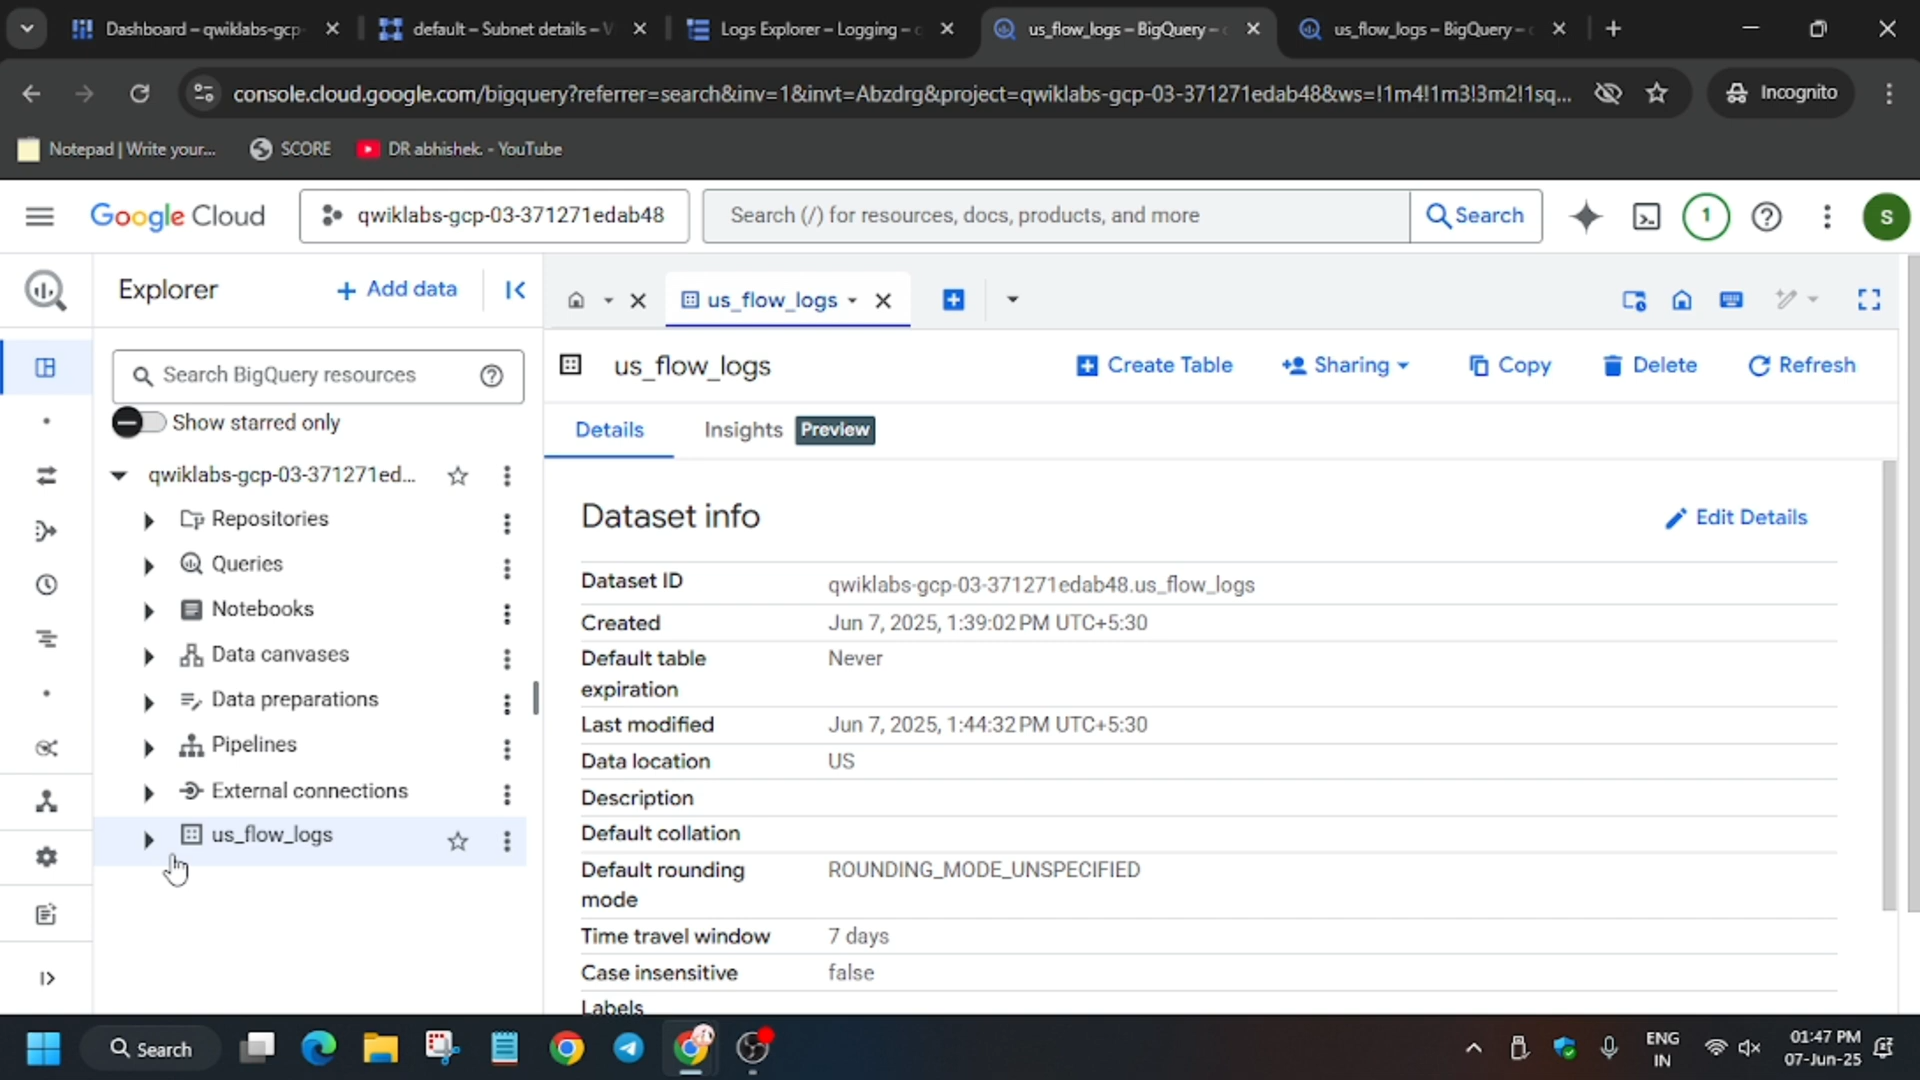 Dashboard – qwiklabs-gcp-
default – Subnet details – V
Logs Explorer – Logging –
us_flow_logs – BigQuery –
us_flow_logs – BigQuery –
console.cloud.google.com/bigquery?referrer=search&inv=1&invt=Abzdrg&project=qwiklabs-gcp-03-371271edab48&ws=!1m4!1m3!3m2!1sq...
Incognito
Notepad | Write your...
SCORE
DR abhishek. - YouTube
Google Cloud
qwiklabs-gcp-03-371271edab48
Search (/) for resources, docs, products, and more
Search
1
S
Explorer
+ Add data
us_flow_logs
Search BigQuery resources
us_flow_logs
Create Table
Sharing
Copy
Delete
Refresh
Show starred only
Details
Insights
Preview
qwiklabs-gcp-03-371271ed...
Repositories
Queries
Notebooks
Data canvases
Data preparations
Pipelines
External connections
us_flow_logs
Dataset info
Edit Details
Dataset ID qwiklabs-gcp-03-371271edab48.us_flow_logs
Created Jun 7, 2025, 1:39:02 PM UTC+5:30
Default table expiration Never
Last modified Jun 7, 2025, 1:44:32 PM UTC+5:30
Data location US
Description
Default collation
Default rounding mode ROUNDING_MODE_UNSPECIFIED
Time travel window 7 days
Case insensitive false
Labels
Search
ENG
IN
01:47 PM
07-Jun-25